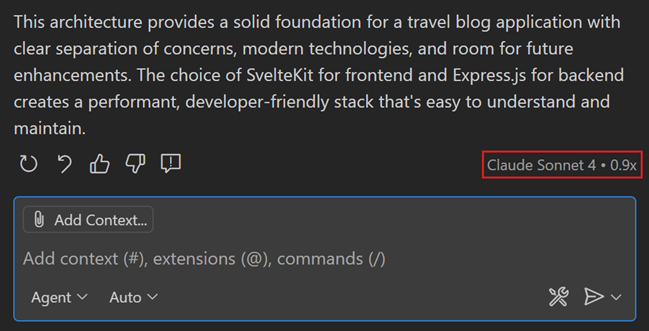 This architecture provides a solid foundation for a travel blog application with
clear separation of concerns, modern technologies, and room for future
enhancements. The choice of SvelteKit for frontend and Express.js for backend
creates a performant, developer-friendly stack that's easy to understand and
maintain.
Claude Sonnet 4 • 0.9x
Add Context...
Add context (#), extensions (@), commands (/)
Agent Auto